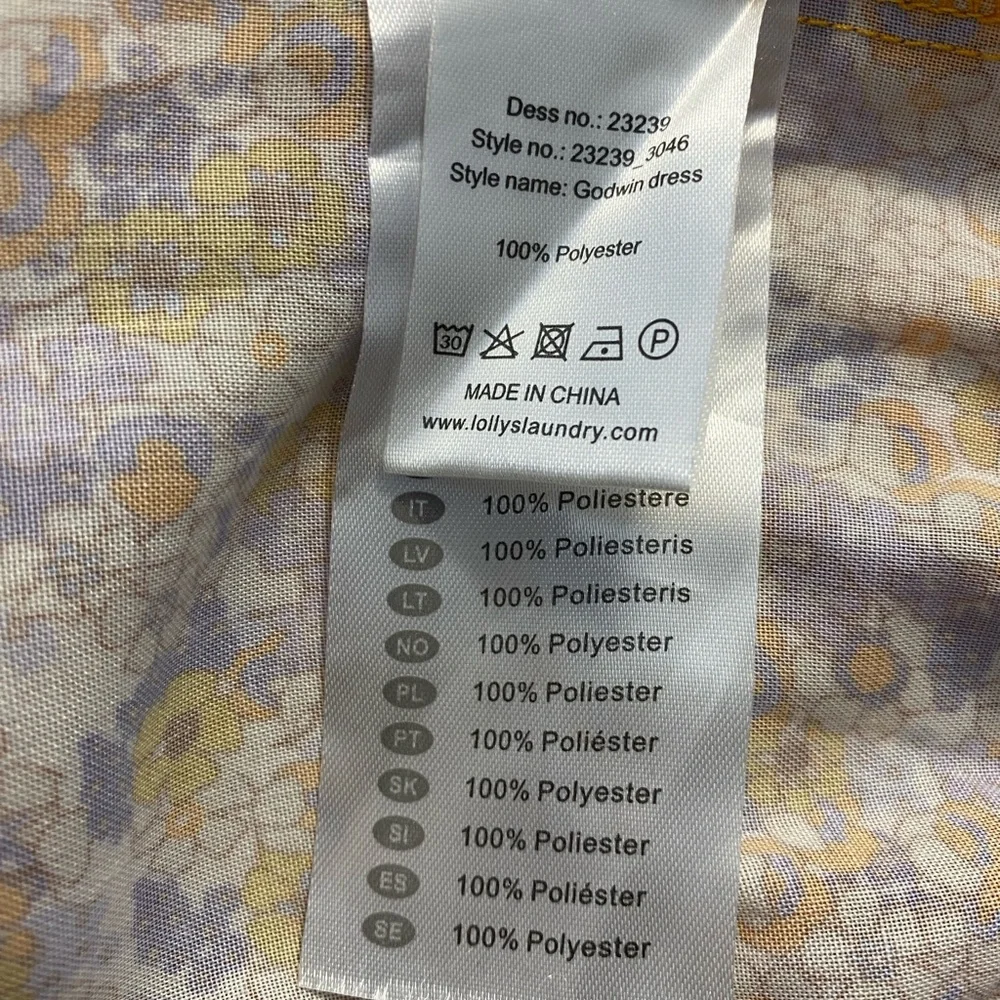 Dess no.: 23239
Style no.: 23239_3046
Style name: Godwin dress
100% Polyester
30 P
MADE IN CHINA
www.lollyslaundry.com
IT 100% Poliestere
LV 100% Poliesteris
LT 100% Poliesteris
NO 100% Polyester
PL 100% Poliester
PT 100% Poliéster
SK 100% Polyester
SI 100% Poliester
ES 100% Poliéster
SE 100% Polyester